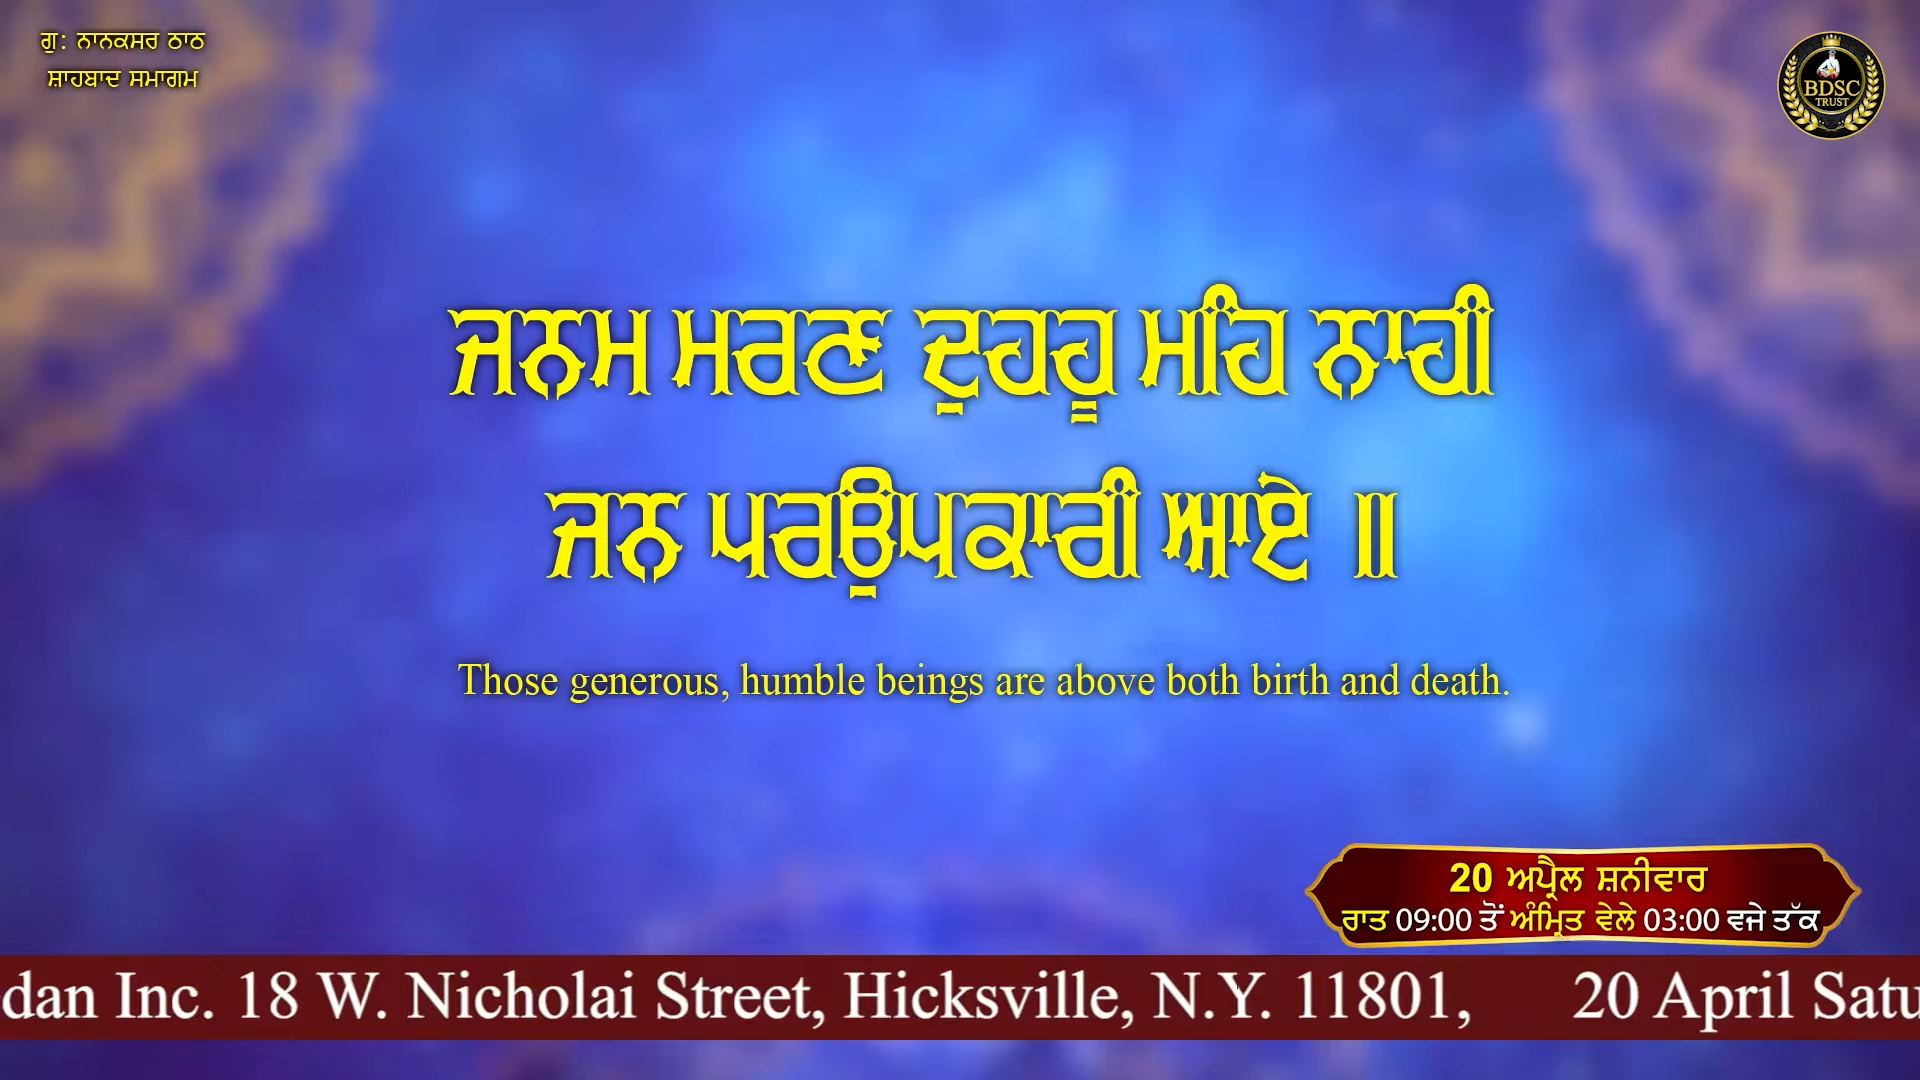 ਗੁ: ਨਾਨਕਸਰ ਠਾਠ
ਸ਼ਾਹਬਾਦ ਸਮਾਗਮ
BDSC
TRUST
ਜਨਮ ਮਰਣ ਦੁਹਹੂ ਮਹਿ ਨਾਹੀ
ਜਨ ਪਰਉਪਕਾਰੀ ਆਏ ॥
Those generous, humble beings are above both birth and death.
20 ਅਪ੍ਰੈਲ ਸ਼ਨੀਵਾਰ
ਰਾਤ 09:00 ਤੋਂ ਅੰਮ੍ਰਿਤ ਵੇਲੇ 03:00 ਵਜੇ ਤੱਕ
dan Inc. 18 W. Nicholai Street, Hicksville, N.Y. 11801, 20 April Satu